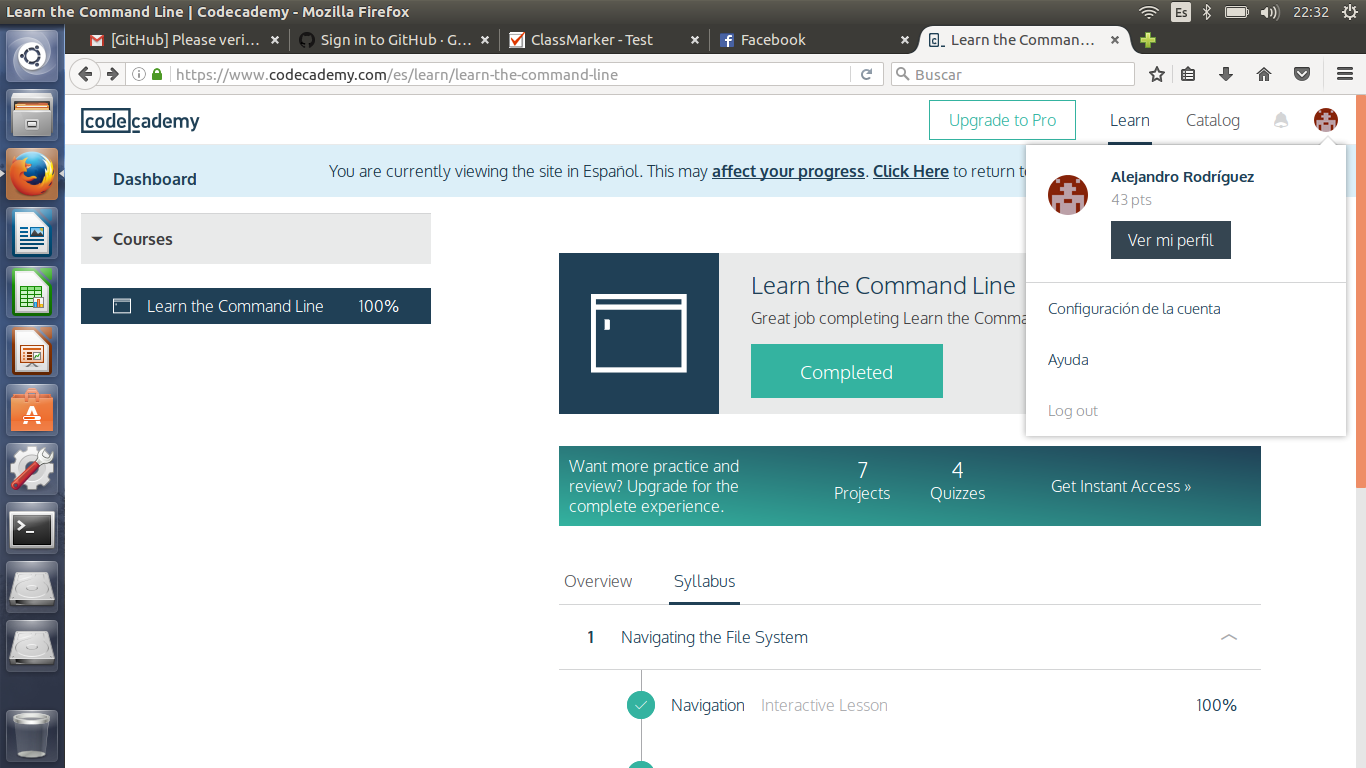 Learn the Command Line | Codecademy - Mozilla Firefox
Es
22:32
[GitHub] Please veri...
Sign in to GitHub · G...
ClassMarker - Test
Facebook
Learn the Comman...
https://www.codecademy.com/es/learn/learn-the-command-line
Buscar
codecademy
Upgrade to Pro
Learn
Catalog
Dashboard
You are currently viewing the site in Español. This may affect your progress. Click Here to return
Alejandro Rodríguez
43 pts
Ver mi perfil
Configuración de la cuenta
Ayuda
Log out
Courses
Learn the Command Line 100%
Learn the Command Line
Great job completing Learn the Comma
Completed
Want more practice and
review? Upgrade for the
complete experience.
7
Projects
4
Quizzes
Get Instant Access »
Overview
Syllabus
1 Navigating the File System
Navigation Interactive Lesson 100%